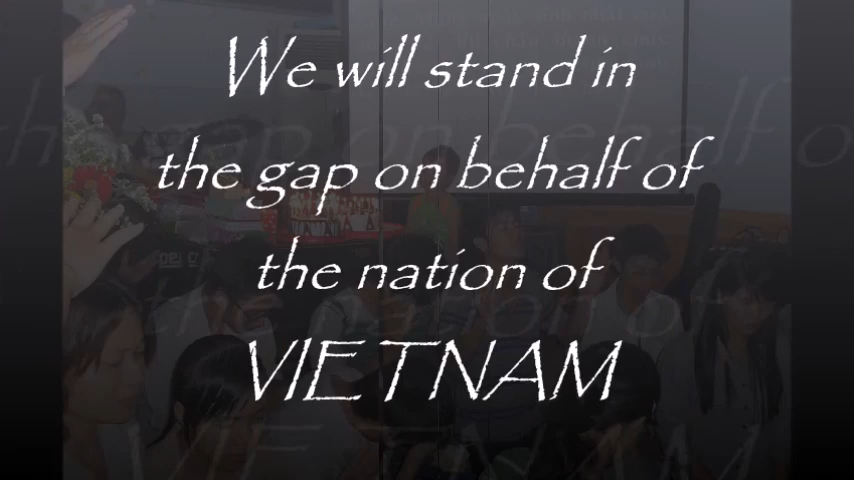 We will stand in
the gap on behalf of
the nation of
VIETNAM